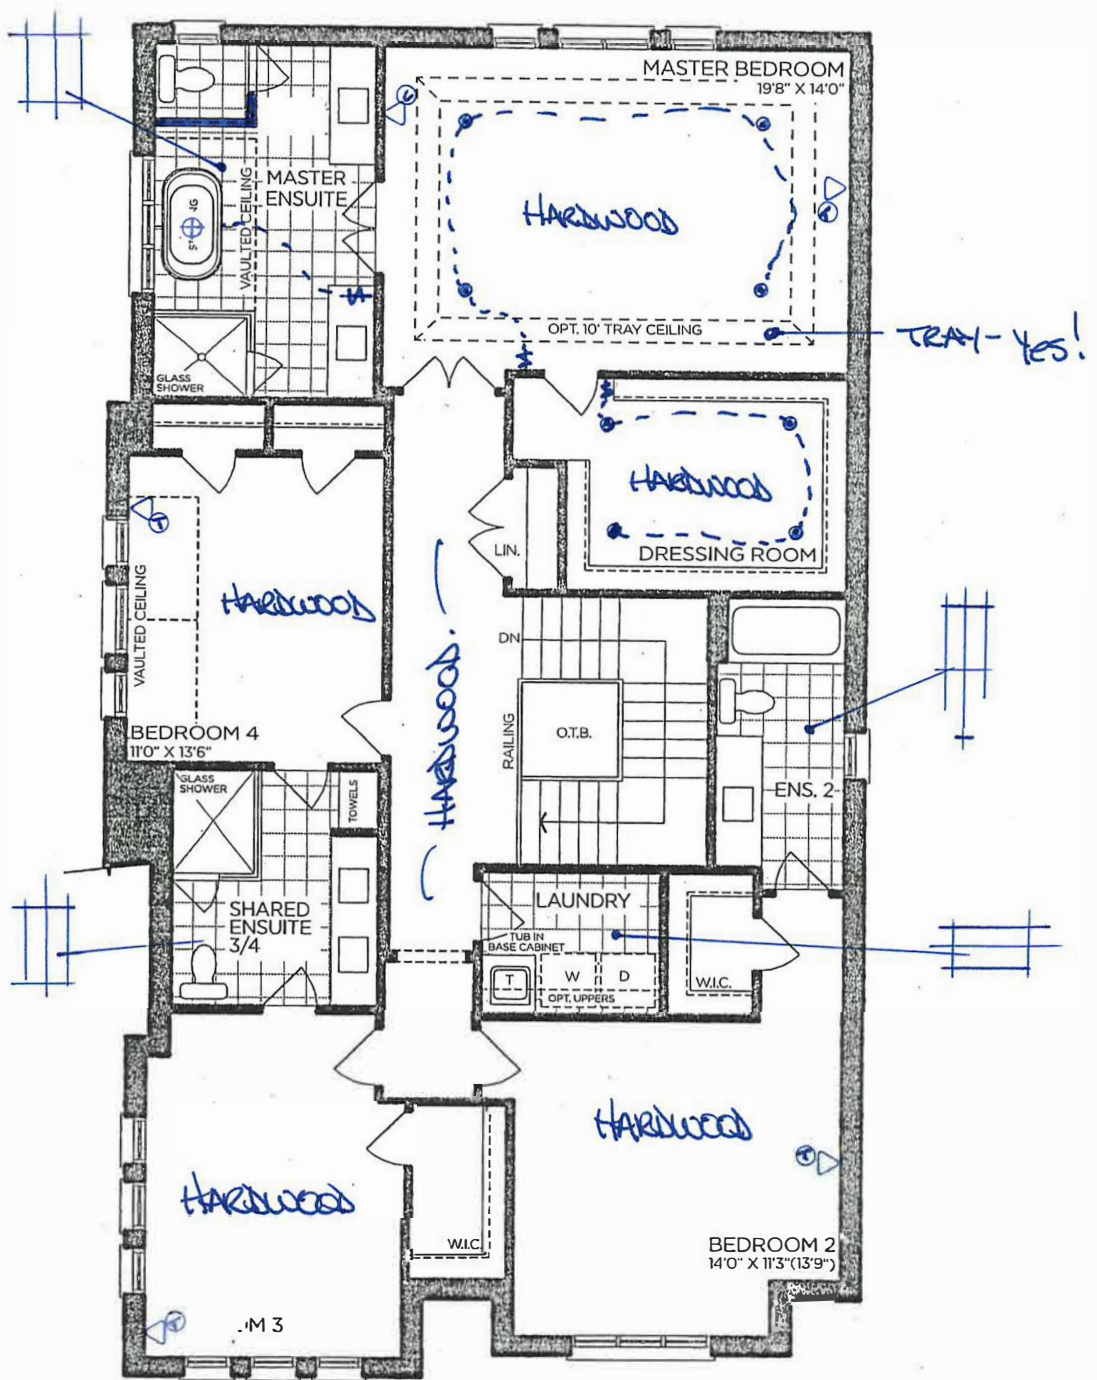 MASTER BEDROOM
19'8" X 14'0"
MASTER
ENSUITE
VAULTED CEILING
HARDWOOD
OPT. 10' TRAY CEILING
TRAY - YES!
GLASS
SHOWER
HARDWOOD
DRESSING ROOM
LIN.
T
VAULTED CEILING
HARDWOOD
BEDROOM 4
11'0" X 13'6"
HARDWOOD.
DN
RAILING
O.T.B.
ENS. 2
GLASS
SHOWER
TOWELS
SHARED
ENSUITE
3/4
LAUNDRY
TUB IN
BASE CABINET
T
W
D
OPT. UPPERS
W.I.C.
HARDWOOD
T
HARDWOOD
W.I.C.
BEDROOM 2
14'0" X 11'3"(13'9")
T
M 3